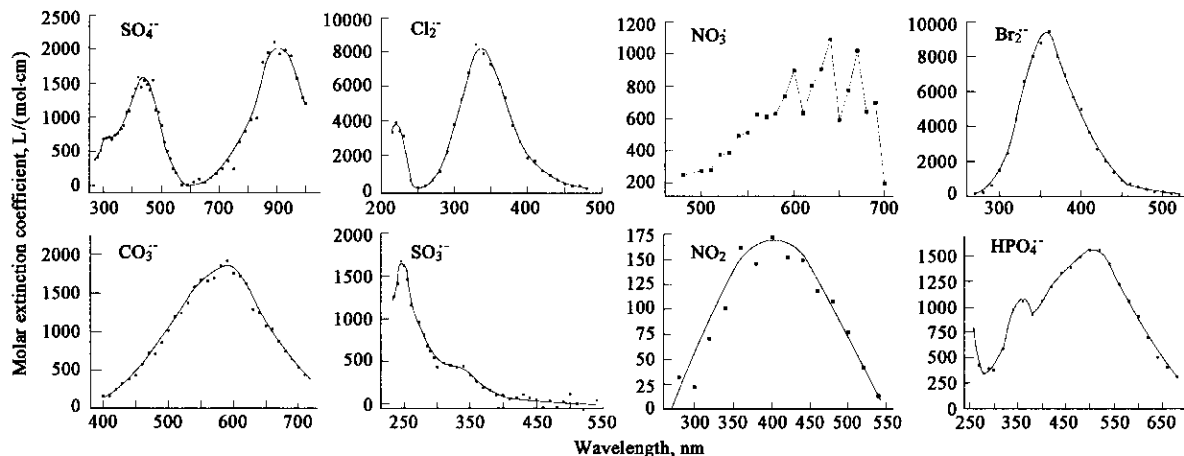 Molar extinction coefficient, L/(mol·cm)
SO₄·⁻
2500
2000
1500
1000
500
0
300 500 700 900
Cl₂·⁻
10000
8000
6000
4000
2000
0
200 300 400 500
NO₃·
1200
1000
800
600
400
200
500 600 700
Br₂·⁻
10000
8000
6000
4000
2000
0
300 400 500
CO₃·⁻
2000
1500
1000
500
0
400 500 600 700
SO₃·⁻
2000
1500
1000
500
0
250 300 350 400 450 500 550
NO₂
175
150
125
100
75
50
25
0
250 300 350 400 450 500 550
HPO₄·⁻
1500
1250
1000
750
500
250
0
250 350 450 550 650
Wavelength, nm